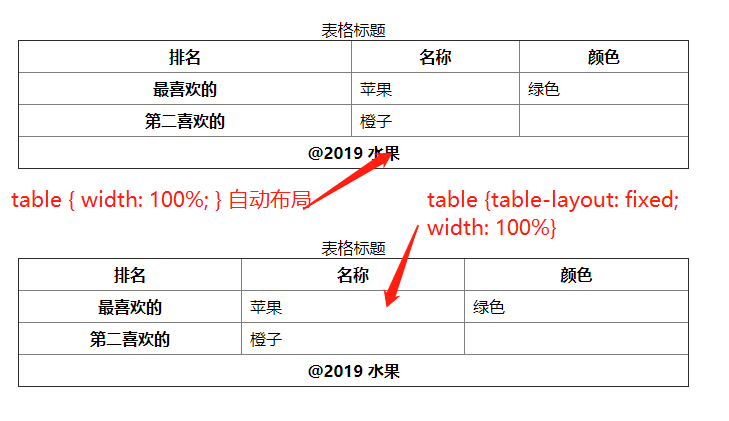 表格标题
排名 名称 颜色
最喜欢的 苹果 绿色
第二喜欢的 橙子
@2019 水果
table { width: 100%; } 自动布局
table {table-layout: fixed;
width: 100%}
表格标题
排名 名称 颜色
最喜欢的 苹果 绿色
第二喜欢的 橙子
@2019 水果